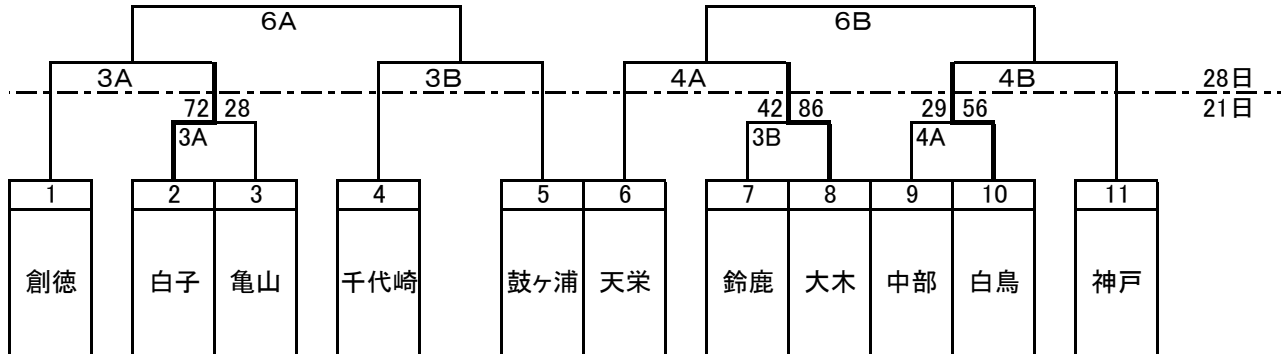 6A 6B
3A 3B 4A 4B 28日
72 28 42 86 29 56 21日
3A 3B 4A
1 2 3 4 5 6 7 8 9 10 11
創徳 白子 亀山 千代崎 鼓ヶ浦 天栄 鈴鹿 大木 中部 白鳥 神戸